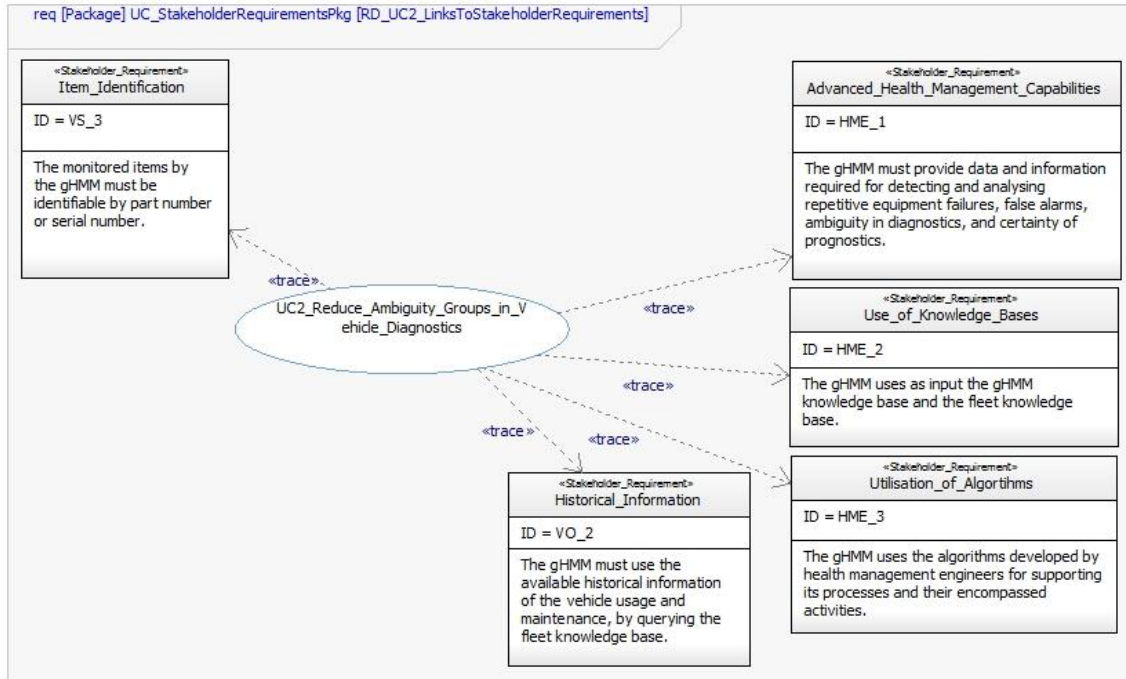 req [Package] UC_StakeholderRequirementsPkg [RD_UC2_LinksToStakeholderRequirements]
«Stakeholder_Requirement»
Item_Identification
ID = VS_3
The monitored items by
the gHMM must be
identifiable by part number
or serial number.
«Stakeholder_Requirement»
Advanced_Health_Management_Capabilities
ID = HME_1
The gHMM must provide data and information
required for detecting and analysing
repetitive equipment failures, false alarms,
ambiguity in diagnostics, and certainty of
prognostics.
«trace»
UC2_Reduce_Ambiguity_Groups_in_V
ehicle_Diagnostics
«trace»
«Stakeholder_Requirement»
Use_of_Knowledge_Bases
ID = HME_2
The gHMM uses as input the gHMM
knowledge base and the fleet knowledge
base.
«trace»
«trace»
«trace»
«Stakeholder_Requirement»
Historical_Information
ID = VO_2
The gHMM must use the
available historical information
of the vehicle usage and
maintenance, by querying the
fleet knowledge base.
«Stakeholder_Requirement»
Utilisation_of_Algortihms
ID = HME_3
The gHMM uses the algorithms developed by
health management engineers for supporting
its processes and their encompassed
activities.